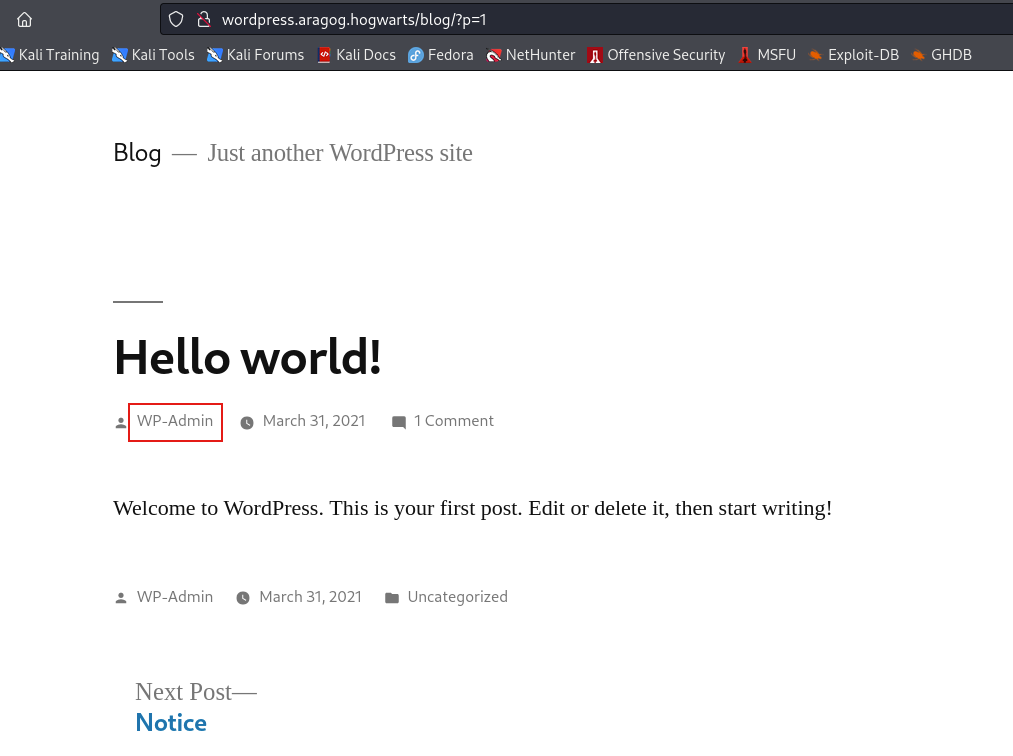 wordpress.aragog.hogwarts/blog/?p=1
Kali Training Kali Tools Kali Forums Kali Docs Fedora NetHunter Offensive Security MSFU Exploit-DB GHDB
Blog — Just another WordPress site
Hello world!
WP-Admin March 31, 2021 1 Comment
Welcome to WordPress. This is your first post. Edit or delete it, then start writing!
WP-Admin March 31, 2021 Uncategorized
Next Post—
Notice